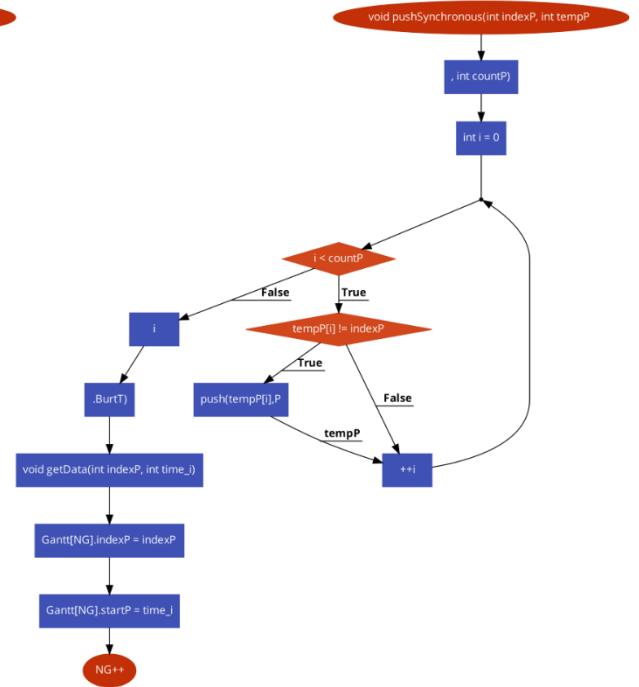 void pushSynchronous(int indexP, int tempP
, int countP)
int i = 0
i < countP
False
True
i
tempP[i] != indexP
True
.BurtT)
push(tempP[i],P
False
tempP
void getData(int indexP, int time_i)
++i
Gantt[NG].indexP = indexP
Gantt[NG].startP = time_i
NG++